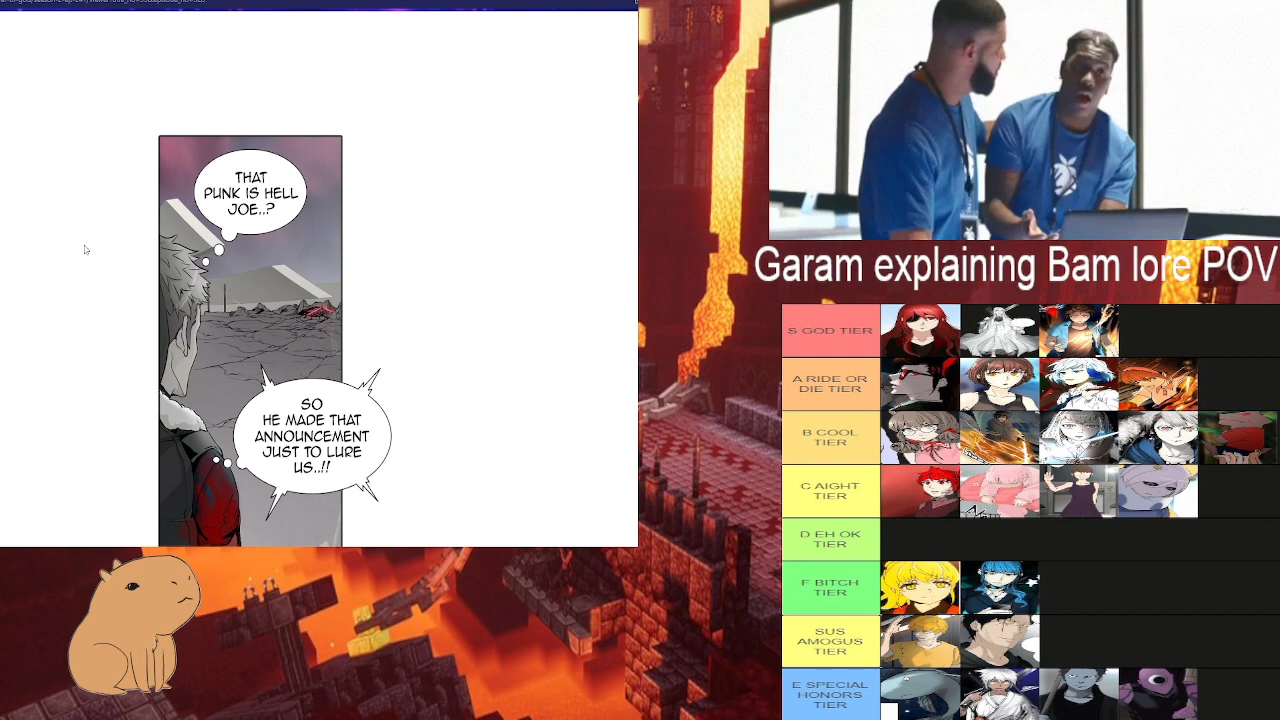 THAT
PUNK IS HELL
JOE..?
SO
HE MADE THAT
ANNOUNCEMENT
JUST TO LURE
US..!!
Garam explaining Bam lore POV
S GOD TIER
A RIDE OR
DIE TIER
B COOL
TIER
C AIGHT
TIER
D EH OK
TIER
F BITCH
TIER
SUS
AMOGUS
TIER
E SPECIAL
HONORS
TIER